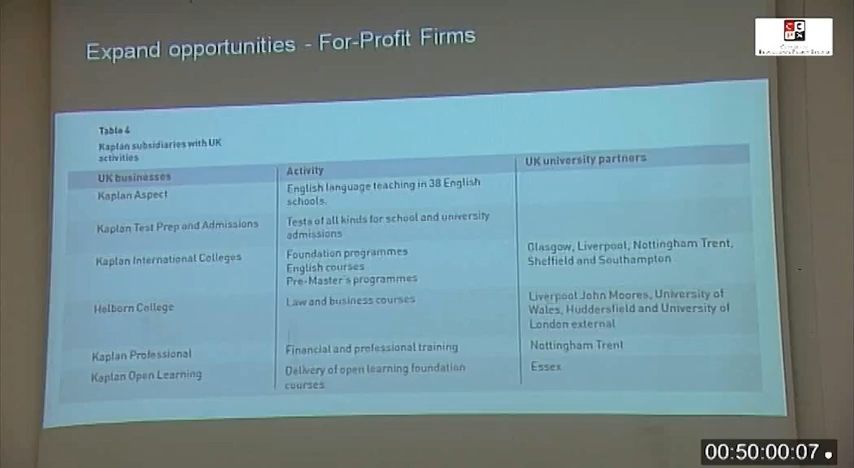 Expand opportunities - For-Profit Firms
Table 4
Kaplan subsidiaries with UK
activities
UK businesses
Activity
UK university partners
Kaplan Aspect
English language teaching in 38 English
schools.
Kaplan Test Prep and Admissions
Tests of all kinds for school and university
admissions
Kaplan International Colleges
Foundation programmes
English courses
Pre-Master's programmes
Glasgow, Liverpool, Nottingham Trent,
Sheffield and Southampton
Holborn College
Law and business courses
Liverpool John Moores, University of
Wales, Huddersfield and University of
London external
Kaplan Professional
Financial and professional training
Nottingham Trent
Kaplan Open Learning
Delivery of open learning foundation
courses
Essex
00:50:00:07